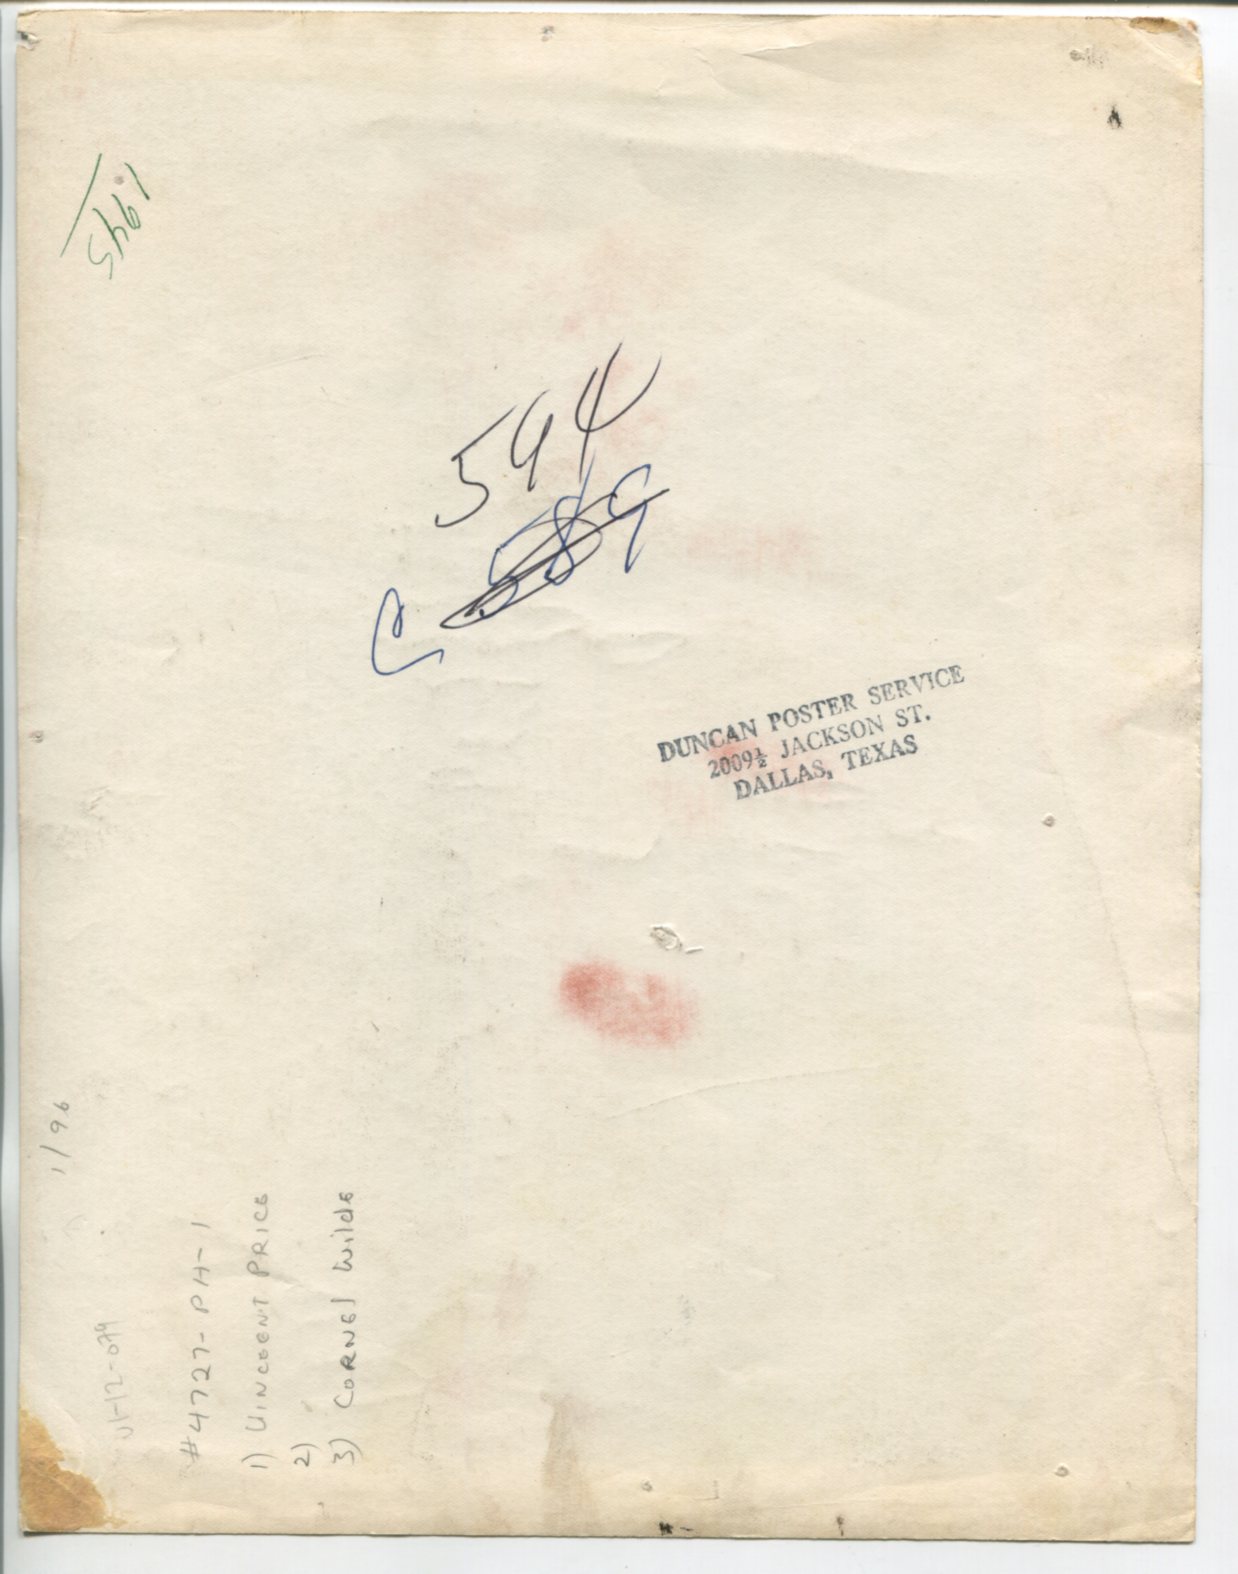 1945
594
C 589
DUNCAN POSTER SERVICE
2009½ JACKSON ST.
DALLAS, TEXAS
1/96
#4727-PH-1
1) VINCENT PRICE
2)
3) CORNEL Wilde